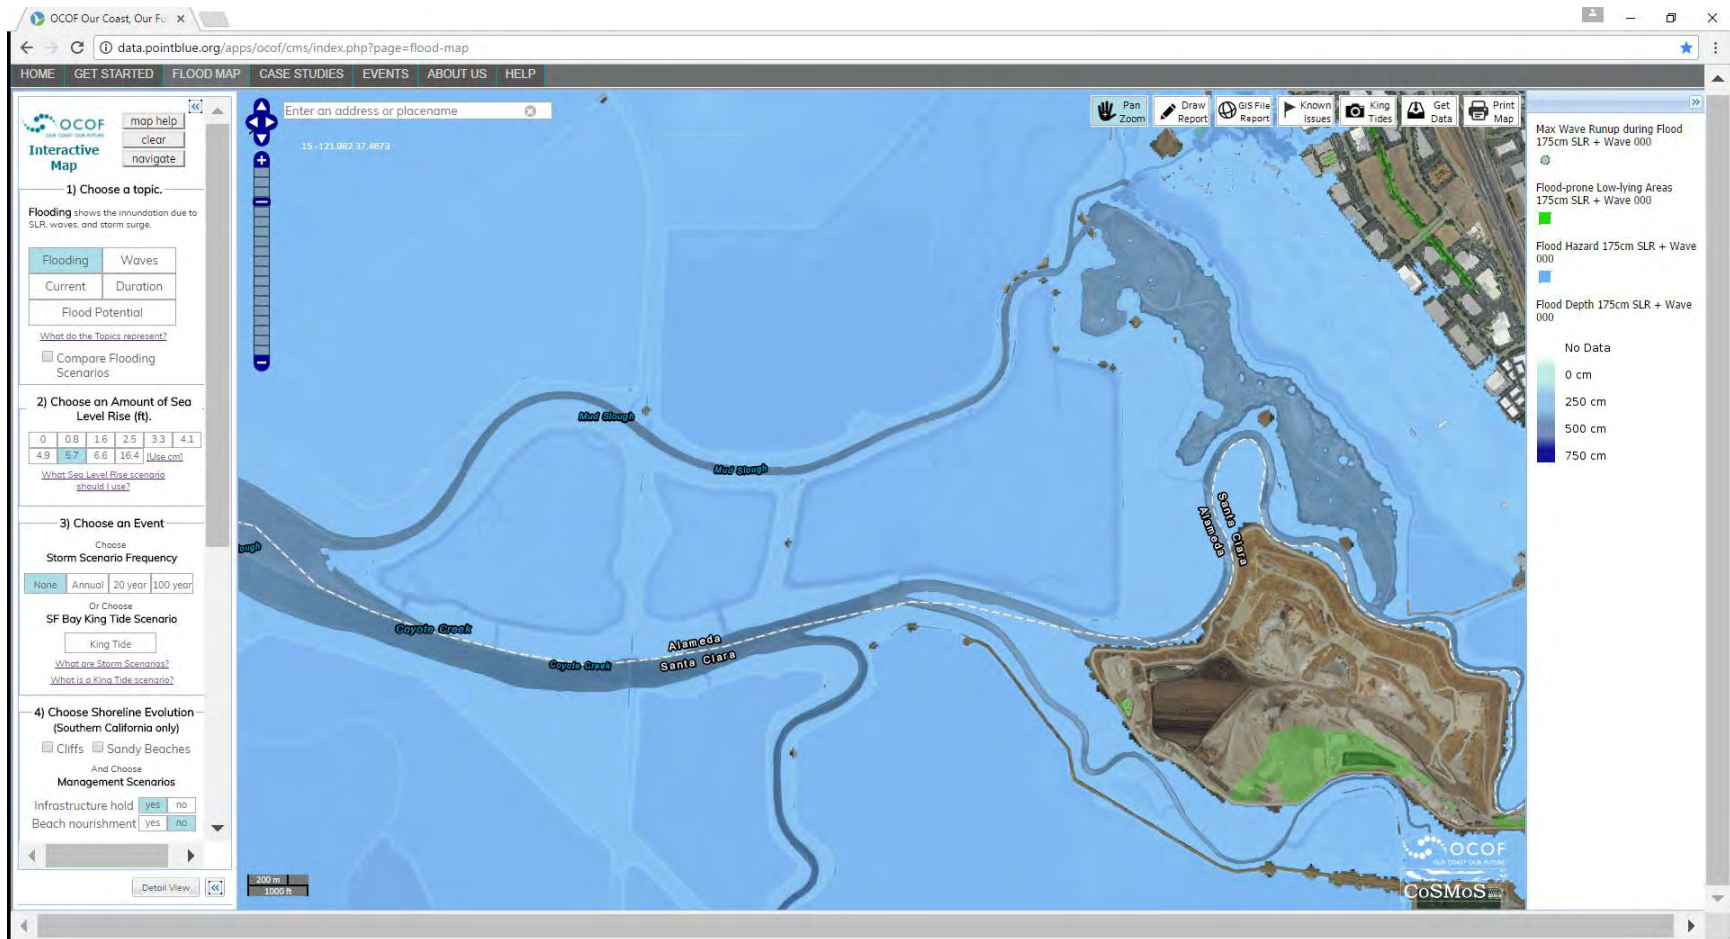 OCOF Our Coast, Our Fu
data.pointblue.org/apps/ocof/cms/index.php?page=flood-map
HOME GET STARTED FLOOD MAP CASE STUDIES EVENTS ABOUT US HELP
OCOF
OUR COAST OUR FUTURE
Interactive
Map
map help
clear
navigate
1) Choose a topic.
Flooding shows the innundation due to
SLR, waves, and storm surge.
Flooding Waves
Current Duration
Flood Potential
What do the Topics represent?
Compare Flooding
Scenarios
2) Choose an Amount of Sea
Level Rise (ft).
0 0.8 1.6 2.5 3.3 4.1
4.9 5.7 6.6 16.4 [Use cm]
What Sea Level Rise scenario
should I use?
3) Choose an Event
Choose
Storm Scenario Frequency
None Annual 20 year 100 year
Or Choose
SF Bay King Tide Scenario
King Tide
What are Storm Scenarios?
What is a King Tide scenario?
4) Choose Shoreline Evolution
(Southern California only)
Cliffs Sandy Beaches
And Choose
Management Scenarios
Infrastructure hold yes no
Beach nourishment yes no
Detail View
Enter an address or placename
15 -121.982 37.4673
Pan
Zoom
Draw
Report
GIS File
Report
Known
Issues
King
Tides
Get
Data
Print
Map
Mud Slough
Mud Slough
ough
Coyote Creek
Coyote Creek
Alameda
Santa Clara
Santa Clara
Alameda
200 m
1000 ft
OCOF
OUR COAST OUR FUTURE
CoSMoS
Max Wave Runup during Flood
175cm SLR + Wave 000
Flood-prone Low-lying Areas
175cm SLR + Wave 000
Flood Hazard 175cm SLR + Wave
000
Flood Depth 175cm SLR + Wave
000
No Data
0 cm
250 cm
500 cm
750 cm